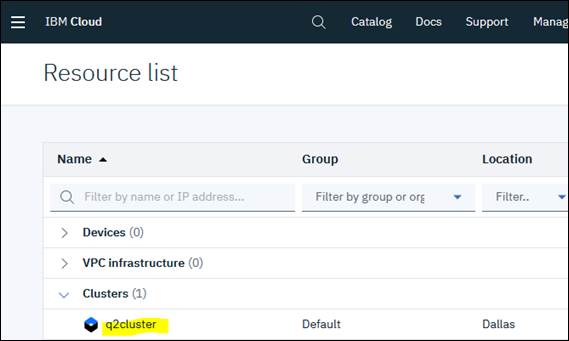 IBM Cloud Catalog Docs Support Manag
Resource list
Name Group Location
Filter by name or IP address... Filter by group or org Filter..
Devices (0)
VPC infrastructure (0)
Clusters (1)
q2cluster Default Dallas